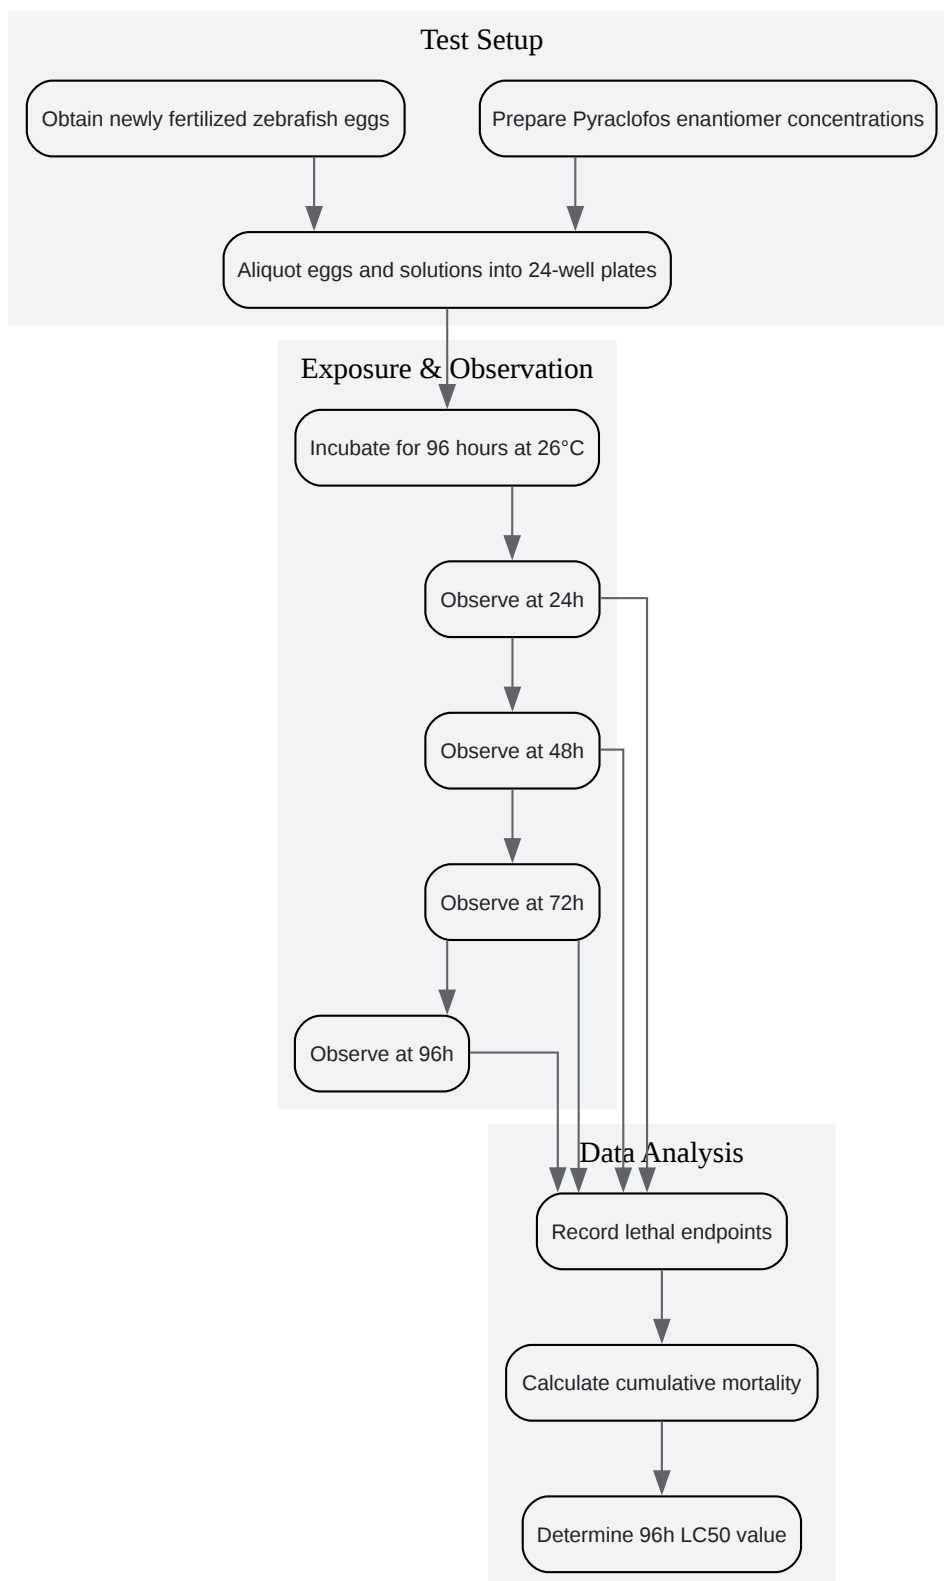 Test Setup
Obtain newly fertilized zebrafish eggs
Prepare Pyraclofos enantiomer concentrations
Aliquot eggs and solutions into 24-well plates
Exposure & Observation
Incubate for 96 hours at 26°C
Observe at 24h
Observe at 48h
Observe at 72h
Observe at 96h
Data Analysis
Record lethal endpoints
Calculate cumulative mortality
Determine 96h LC50 value